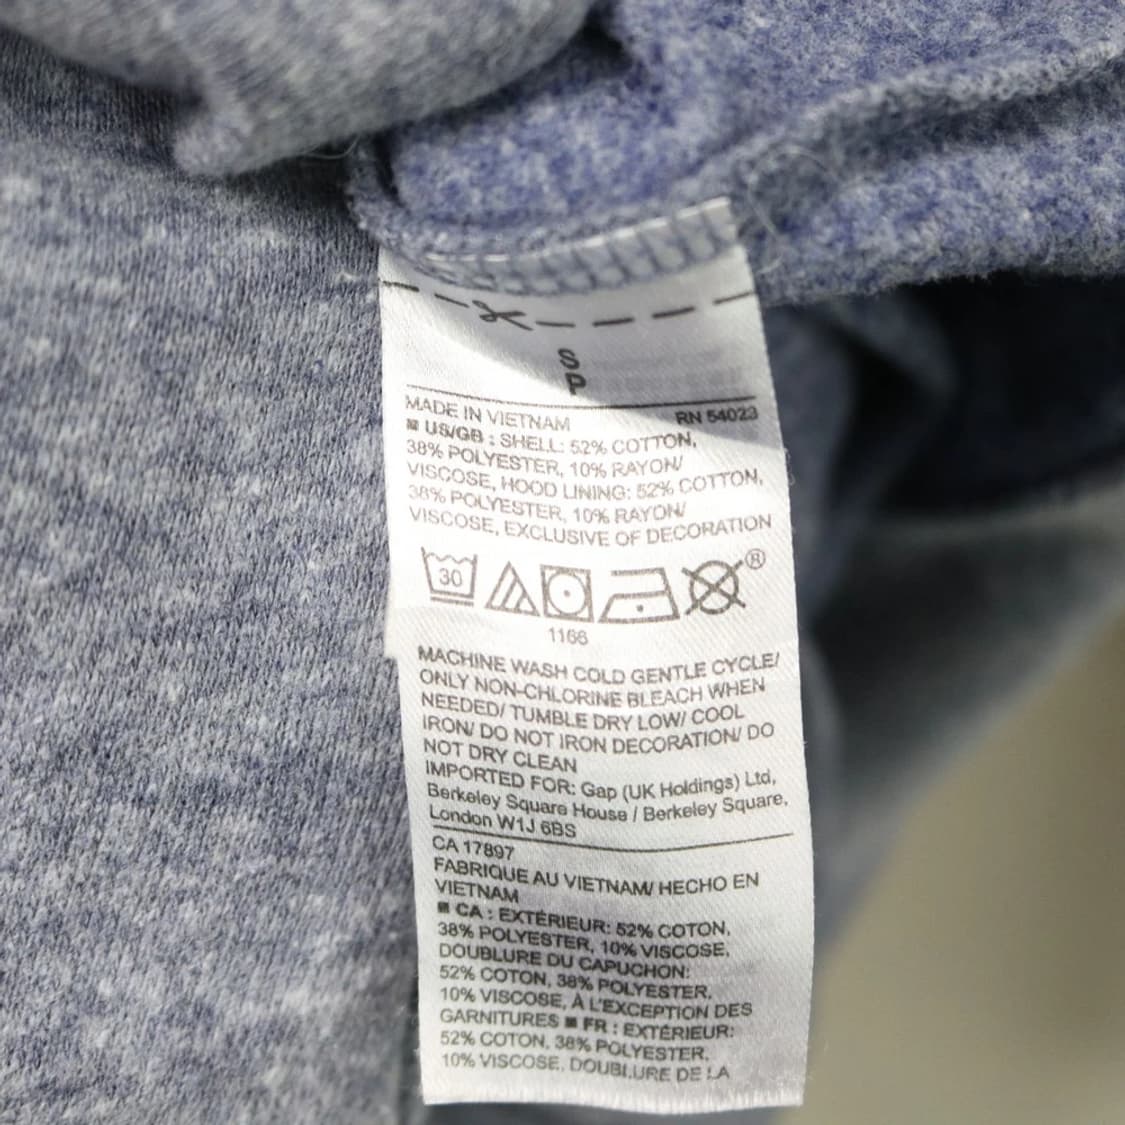 S
P
MADE IN VIETNAM RN 54023
■ US/GB : SHELL: 52% COTTON,
38% POLYESTER, 10% RAYON/
VISCOSE, HOOD LINING: 52% COTTON,
38% POLYESTER, 10% RAYON/
VISCOSE, EXCLUSIVE OF DECORATION
30 ®
1166
MACHINE WASH COLD GENTLE CYCLE/
ONLY NON-CHLORINE BLEACH WHEN
NEEDED/ TUMBLE DRY LOW/ COOL
IRON/ DO NOT IRON DECORATION/ DO
NOT DRY CLEAN
IMPORTED FOR: Gap (UK Holdings) Ltd,
Berkeley Square House / Berkeley Square,
London W1J 6BS
CA 17897
FABRIQUE AU VIETNAM/ HECHO EN
VIETNAM
■ CA : EXTÉRIEUR: 52% COTON,
38% POLYESTER, 10% VISCOSE,
DOUBLURE DU CAPUCHON:
52% COTON, 38% POLYESTER,
10% VISCOSE, À L'EXCEPTION DES
GARNITURES ■ FR : EXTÉRIEUR:
52% COTON, 38% POLYESTER,
10% VISCOSE, DOUBLURE DE LA